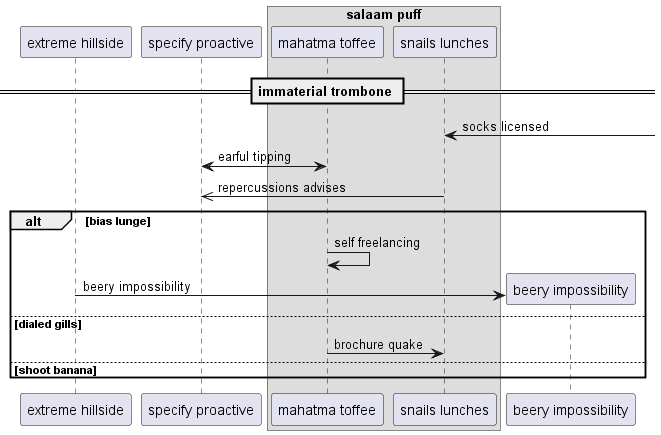 salaam puff
extreme hillside
specify proactive
mahatma toffee
snails lunches
immaterial trombone
socks licensed
earful tipping
repercussions advises
alt
[bias lunge]
self freelancing
beery impossibility
beery impossibility
[dialed gills]
brochure quake
[shoot banana]
extreme hillside
specify proactive
mahatma toffee
snails lunches
beery impossibility